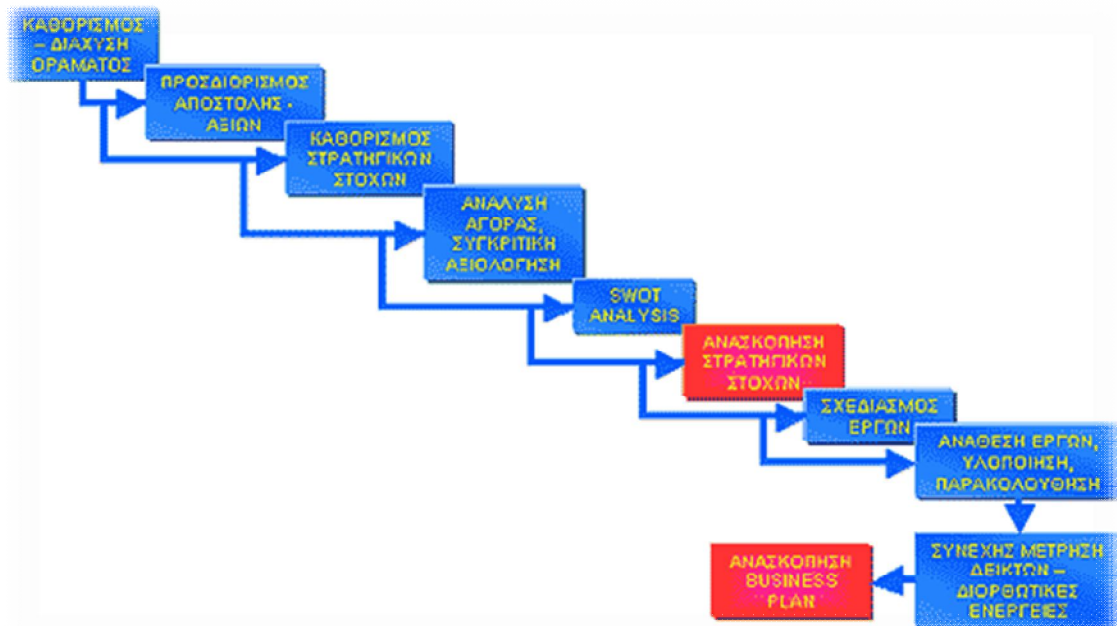 ΚΑΘΟΡΙΣΜΟΣ
– ΔΙΑΧΥΣΗ
ΟΡΑΜΑΤΟΣ
ΠΡΟΣΔΙΟΡΙΣΜΟΣ
ΑΠΟΣΤΟΛΗΣ -
ΑΞΙΩΝ
ΚΑΘΟΡΙΣΜΟΣ
ΣΤΡΑΤΗΓΙΚΩΝ
ΣΤΟΧΩΝ
ΑΝΑΛΥΣΗ
ΑΓΟΡΑΣ,
ΣΥΓΚΡΙΤΙΚΗ
ΑΞΙΟΛΟΓΗΣΗ
SWOT
ANALYSIS
ΑΝΑΣΚΟΠΗΣΗ
ΣΤΡΑΤΗΓΙΚΩΝ
ΣΤΟΧΩΝ
ΣΧΕΔΙΑΣΜΟΣ
ΕΡΓΩΝ
ΑΝΑΘΕΣΗ ΕΡΓΩΝ,
ΥΛΟΠΟΙΗΣΗ,
ΠΑΡΑΚΟΛΟΥΘΗΣΗ
ΣΥΝΕΧΗΣ ΜΕΤΡΗΣΗ
ΔΕΙΚΤΩΝ –
ΔΙΟΡΘΩΤΙΚΕΣ
ΕΝΕΡΓΕΙΕΣ
ΑΝΑΣΚΟΠΗΣΗ
BUSINESS
PLAN